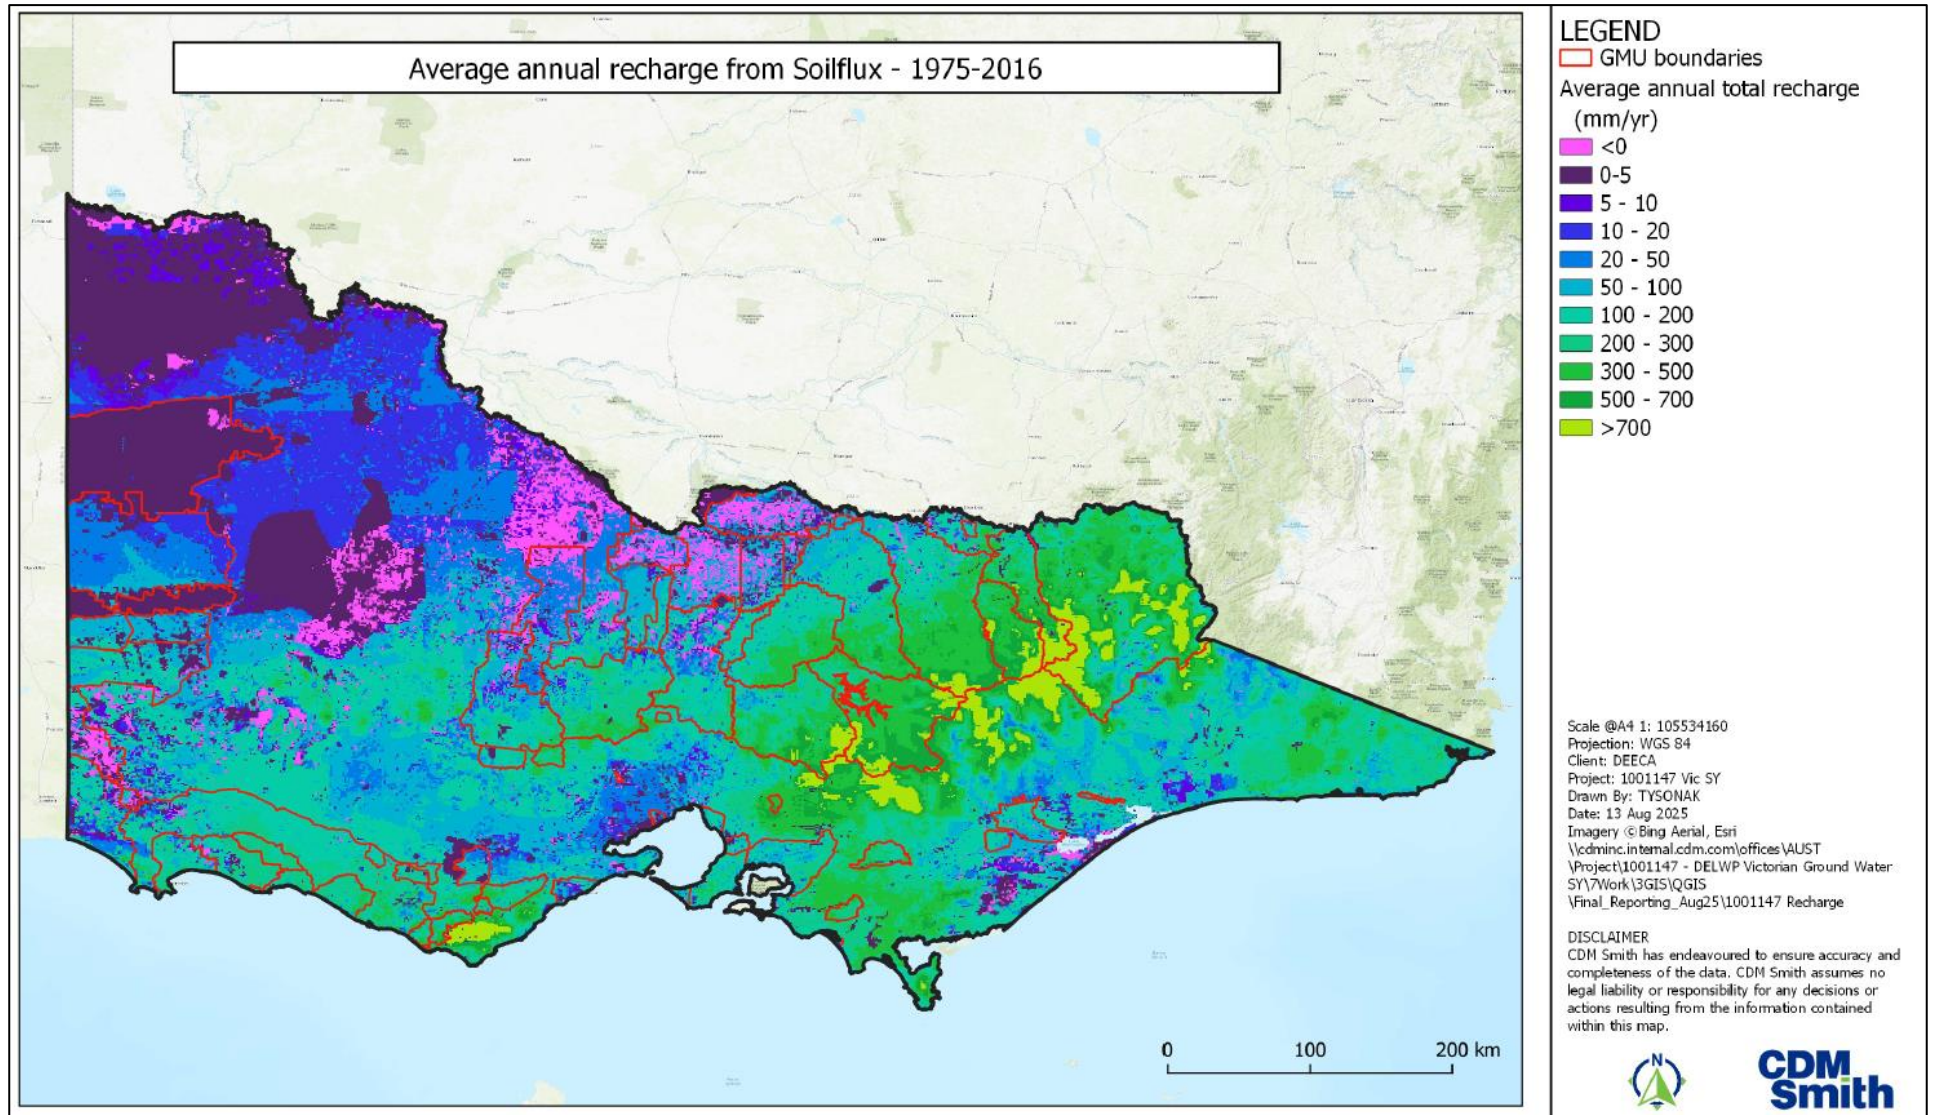 Average annual recharge from Soilflux - 1975-2016
LEGEND
GMU boundaries
Average annual total recharge
(mm/yr)
<0
0-5
5 - 10
10 - 20
20 - 50
50 - 100
100 - 200
200 - 300
300 - 500
500 - 700
>700
Scale @A4 1: 105534160
Projection: WGS 84
Client: DEECA
Project: 1001147 Vic SY
Drawn By: TYSONAK
Date: 13 Aug 2025
Imagery © Bing Aerial, Esri
\\cdminc.internal.cdm.com\offices\AUST
\Project\1001147 - DELWP Victorian Ground Water
SY\7Work\3GIS\QGIS
\Final_Reporting_Aug25\1001147 Recharge
DISCLAIMER
CDM Smith has endeavoured to ensure accuracy and
completeness of the data. CDM Smith assumes no
legal liability or responsibility for any decisions or
actions resulting from the information contained
within this map.
0 100 200 km
N
CDM
Smith